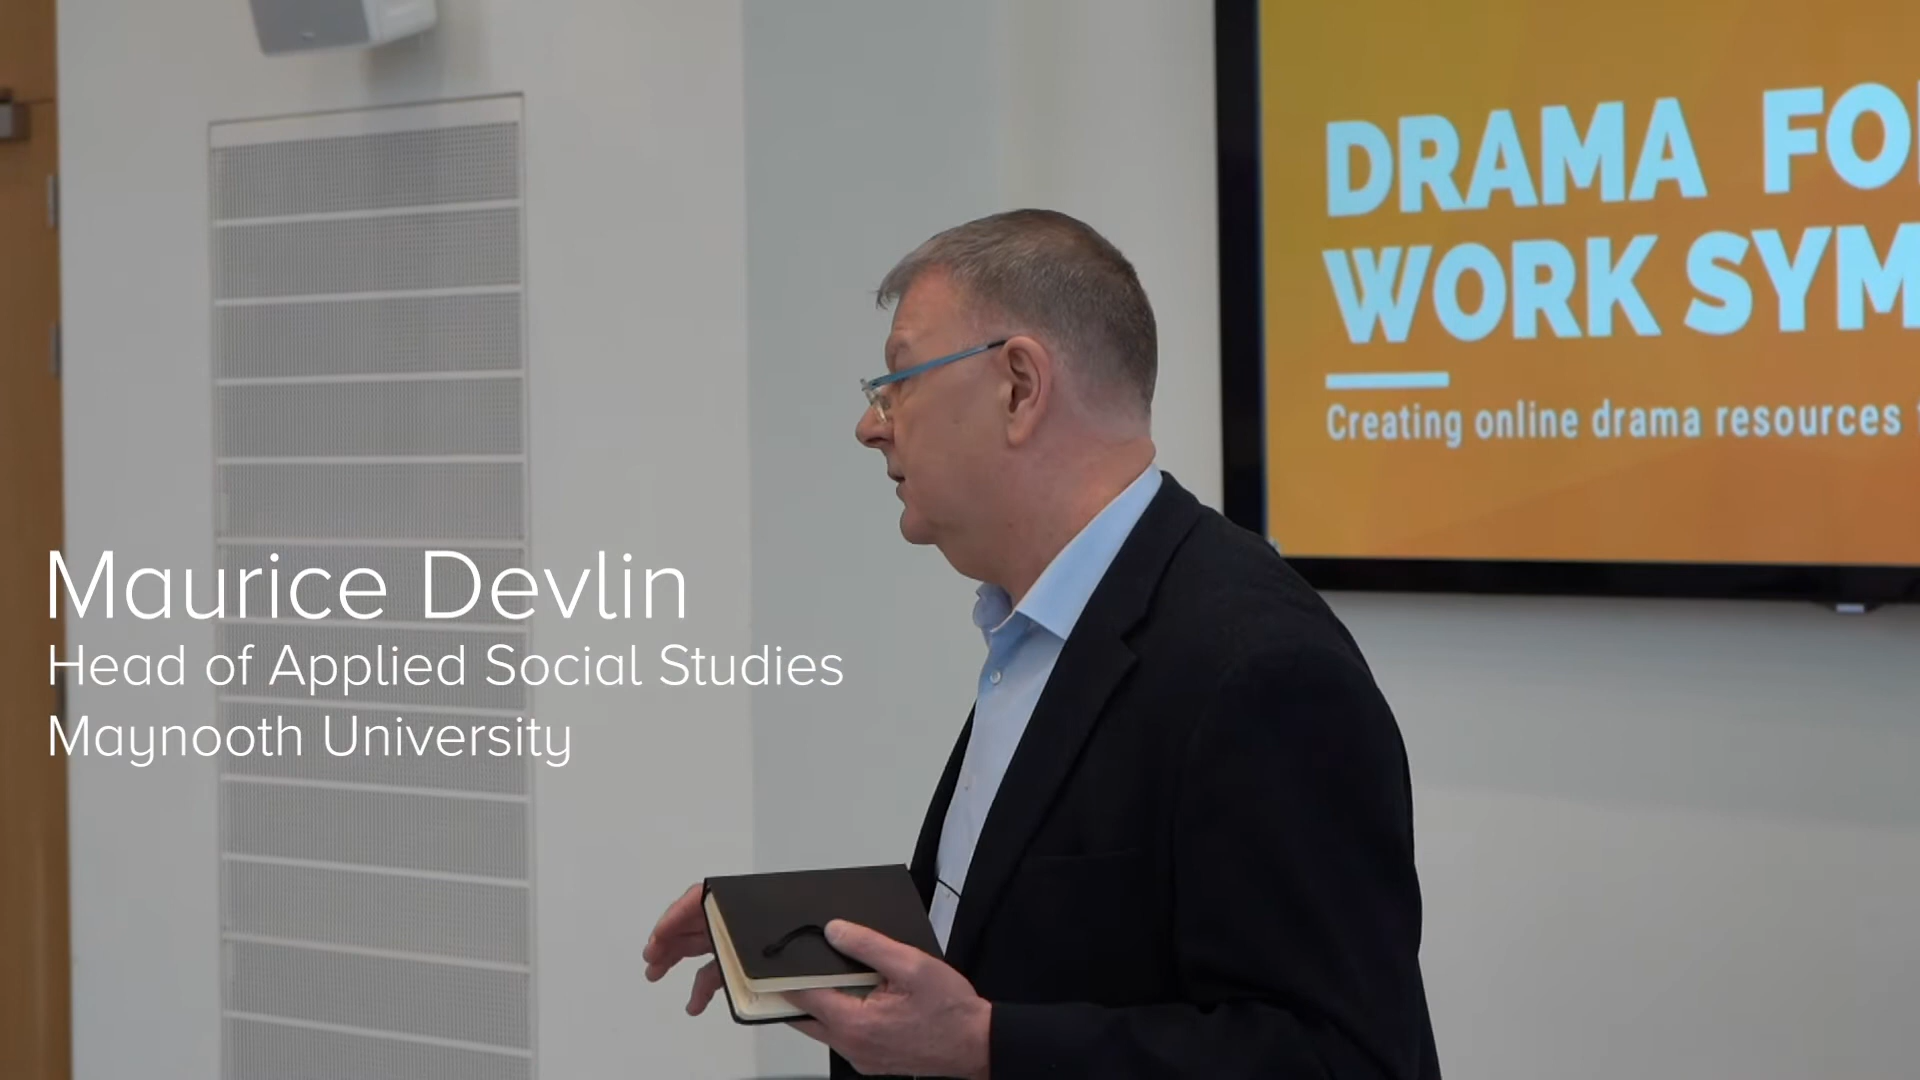 DRAMA FO
WORK SYM
Creating online drama resources
Maurice Devlin
Head of Applied Social Studies
Maynooth University